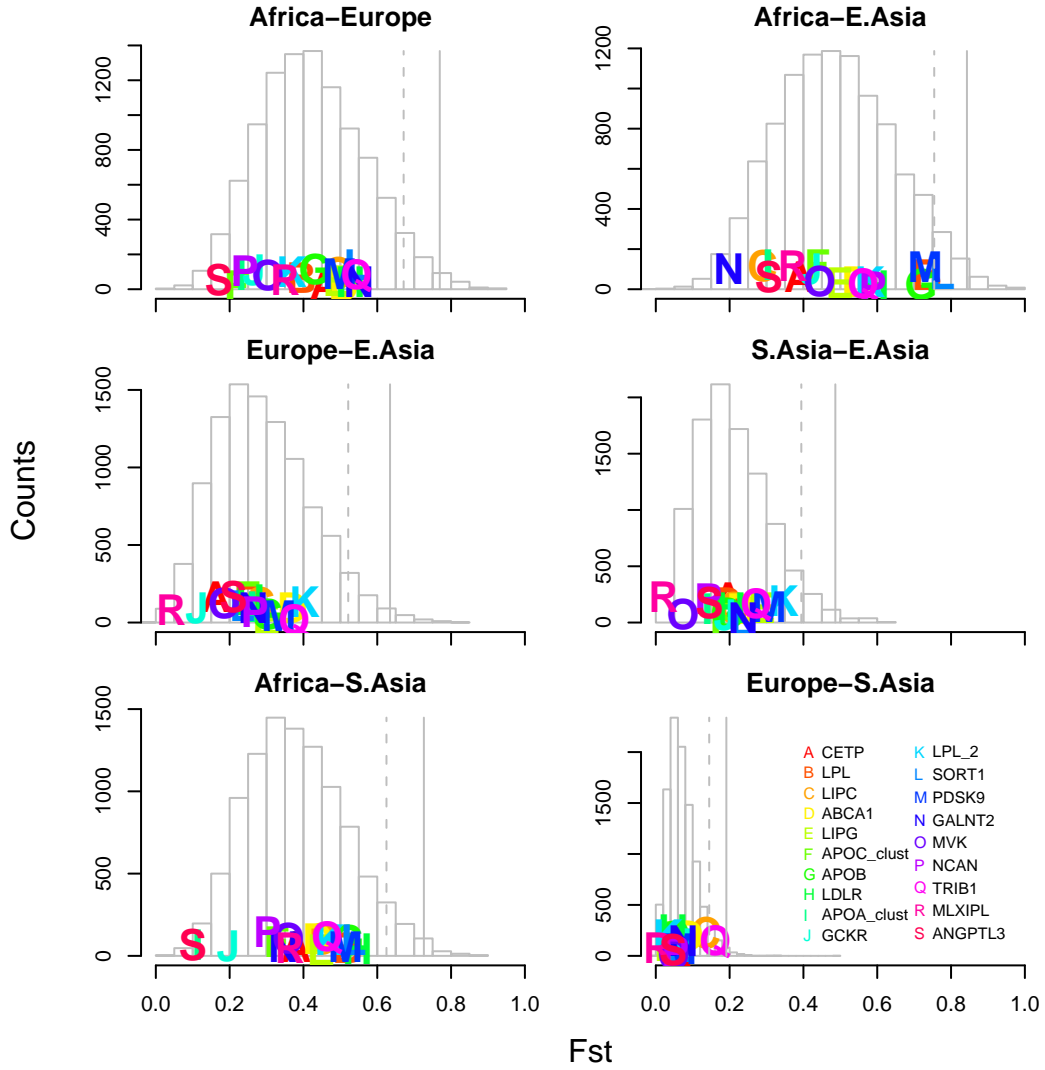 Africa−Europe
Africa−E.Asia
0
400
800
1200
0
400
800
1200
Europe−E.Asia
S.Asia−E.Asia
0
500
1000
1500
0
500
1500
Counts
Africa−S.Asia
Europe−S.Asia
0
500
1000
1500
0
500
1500
A CETP
B LPL
C LIPC
D ABCA1
E LIPG
F APOC_clust
G APOB
H LDLR
I APOA_clust
J GCKR
K LPL_2
L SORT1
M PDSK9
N GALNT2
O MVK
P NCAN
Q TRIB1
R MLXIPL
S ANGPTL3
0.0 0.2 0.4 0.6 0.8 1.0
0.0 0.2 0.4 0.6 0.8 1.0
Fst